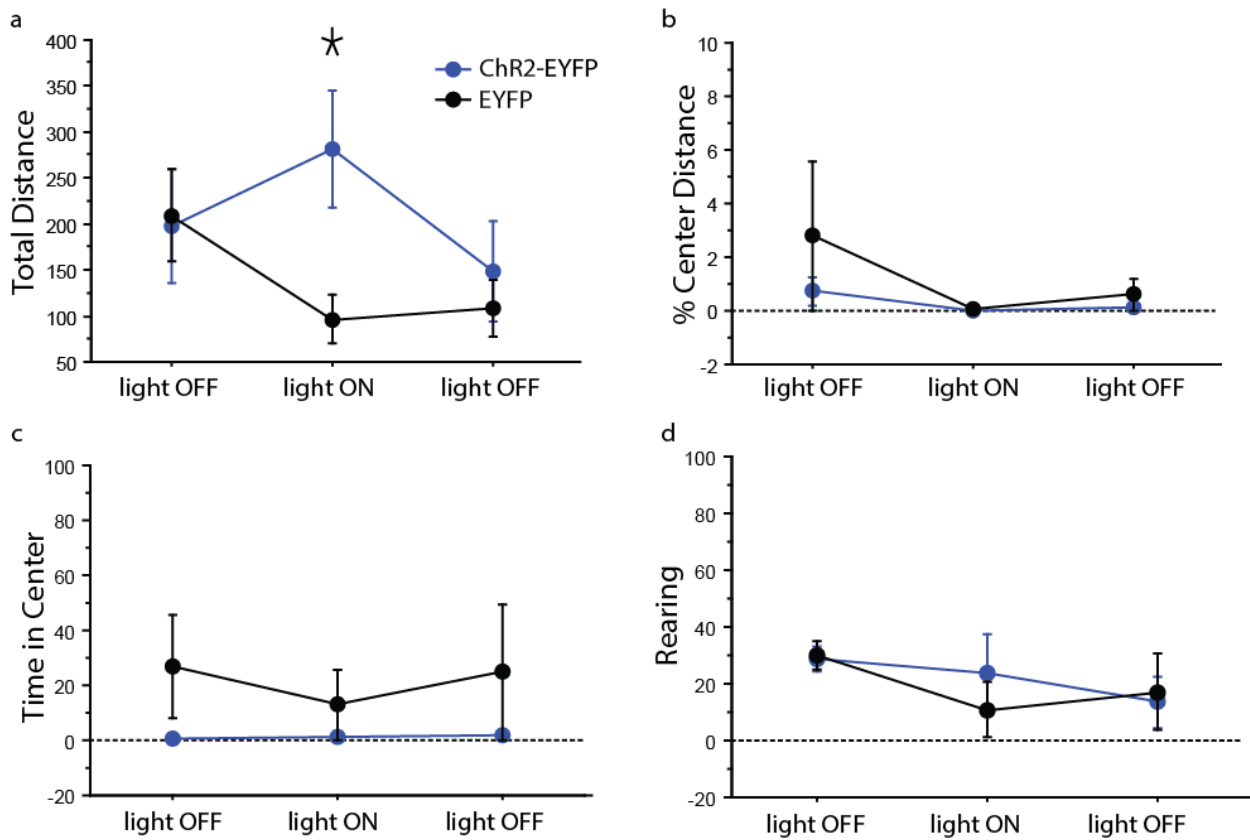 a
Total Distance
400
350
300
250
200
150
100
50
light OFF
light ON
light OFF
ChR2-EYFP
EYFP
b
% Center Distance
10
8
6
4
2
0
-2
light OFF
light ON
light OFF
c
Time in Center
100
80
60
40
20
0
-20
light OFF
light ON
light OFF
d
Rearing
100
80
60
40
20
0
-20
light OFF
light ON
light OFF